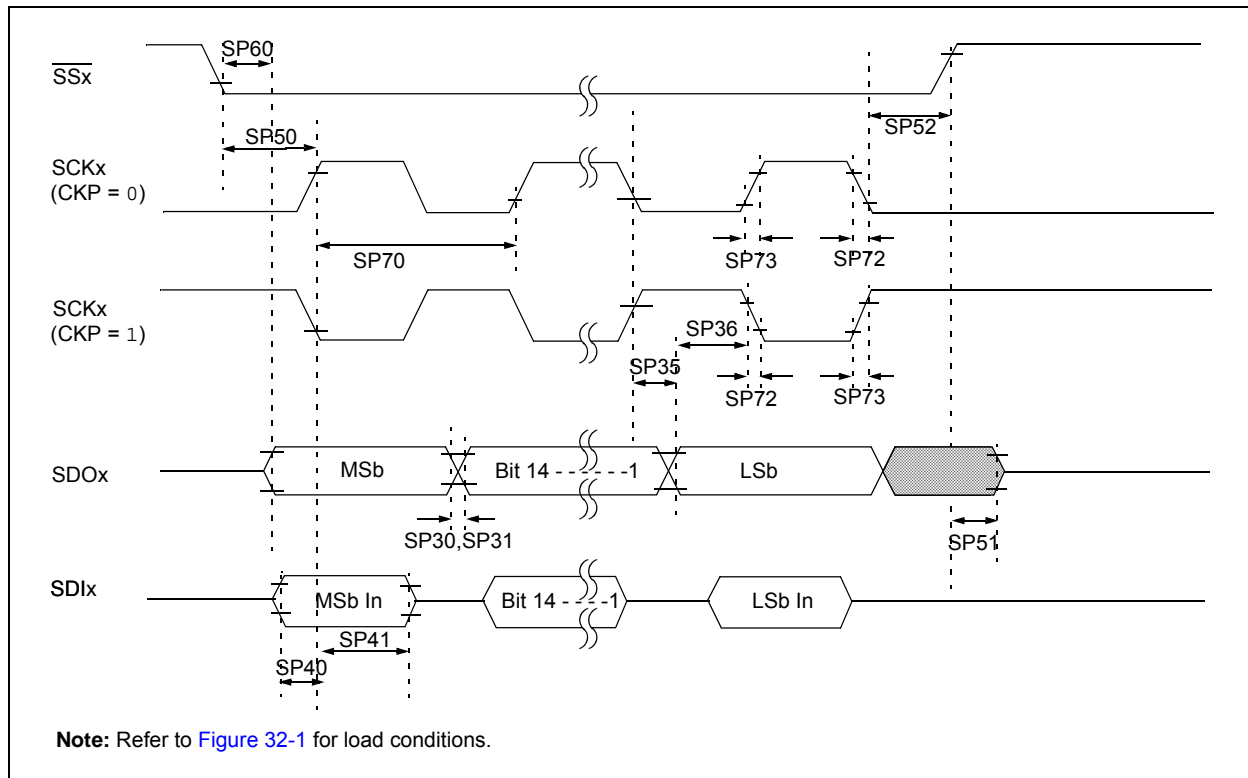 SP60
SSx
SP50
SP52
SCKx
(CKP = 0)
SP70
SP73
SP72
SCKx
(CKP = 1)
SP36
SP35
SP72
SP73
SDOx
MSb
Bit 14 - - - - - -1
LSb
SP30,SP31
SP51
SDIx
MSb In
Bit 14 - - - -1
LSb In
SP41
SP40
Note: Refer to Figure 32-1 for load conditions.